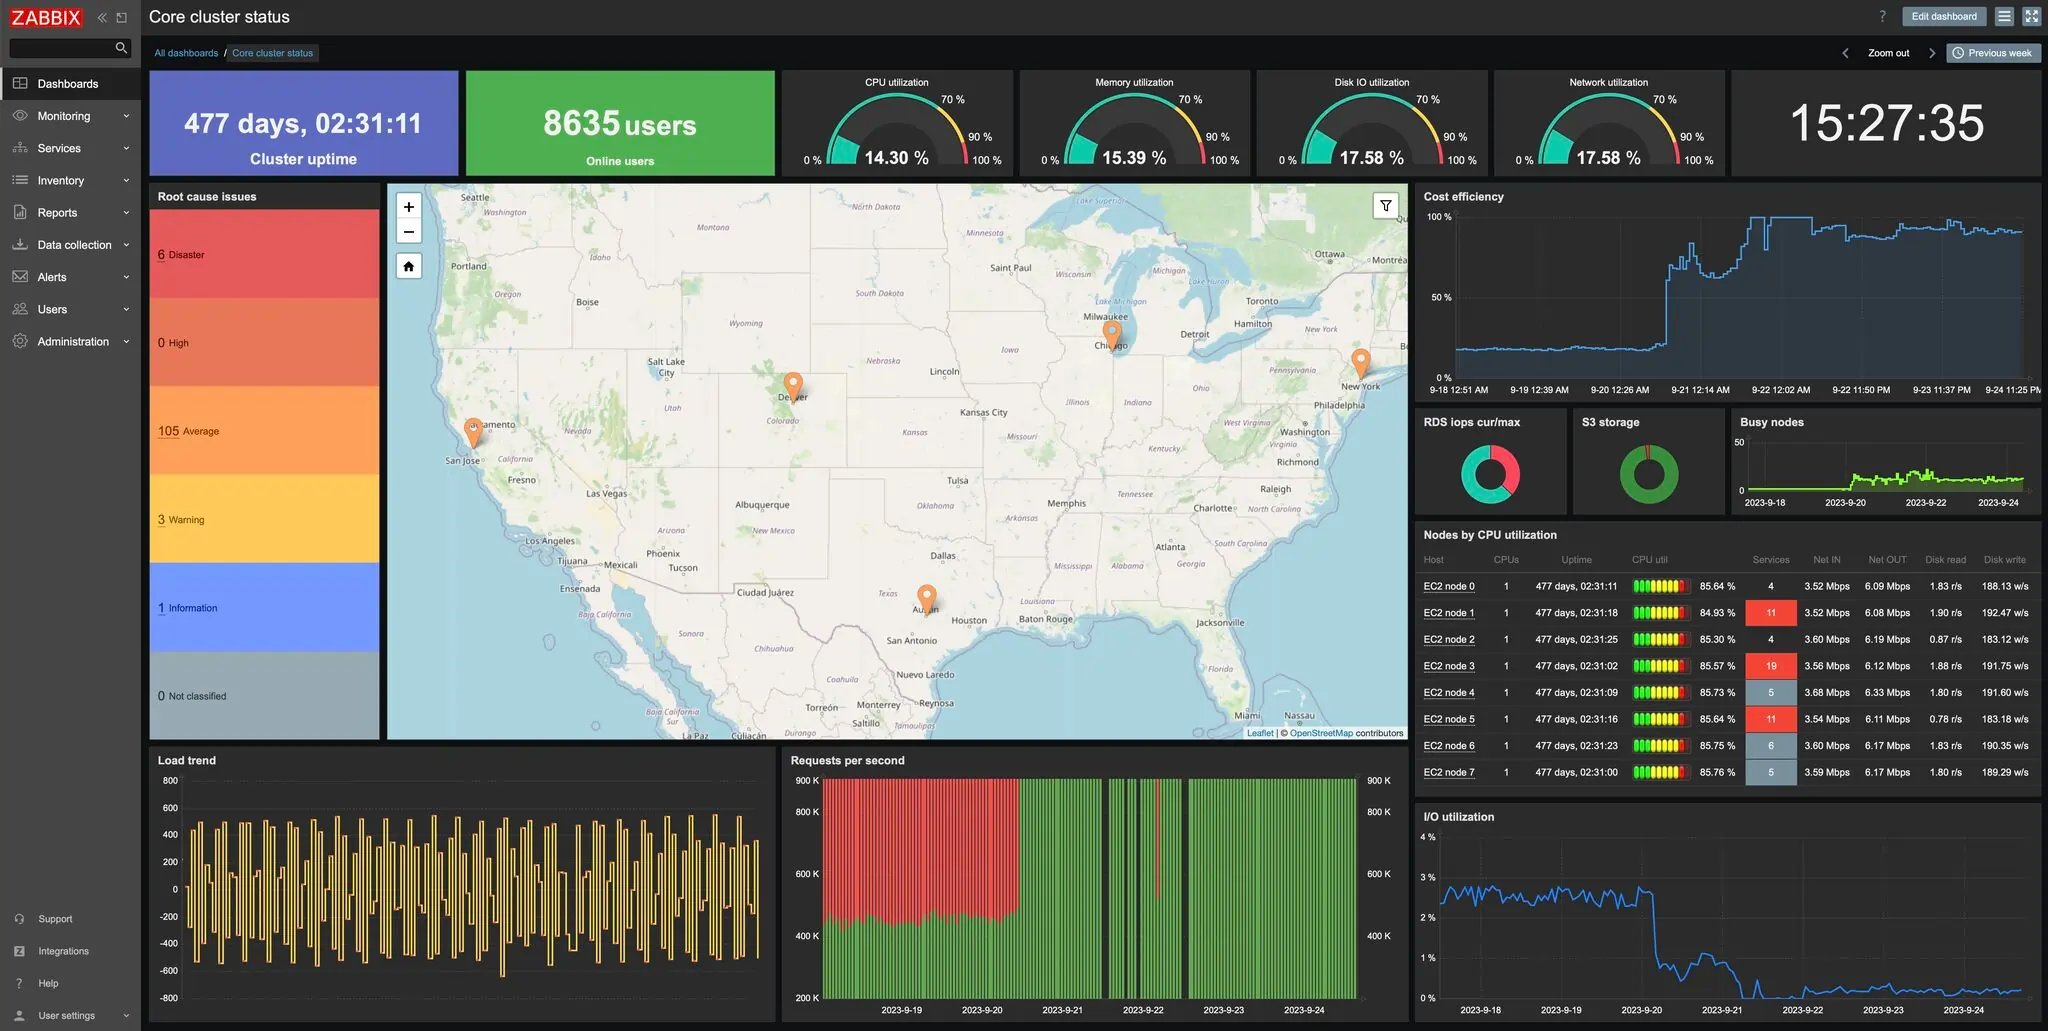 ZABBIX
Core cluster status
?
Edit dashboard
All dashboards / Core cluster status
Zoom out
Previous week
Dashboards
Monitoring
Services
Inventory
Reports
Data collection
Alerts
Users
Administration
Support
Integrations
Help
User settings
477 days, 02:31:11
Cluster uptime
8635 users
Online users
CPU utilization
0 % 70 % 90 % 100 %
14.30 %
Memory utilization
0 % 70 % 90 % 100 %
15.39 %
Disk IO utilization
0 % 70 % 90 % 100 %
17.58 %
Network utilization
0 % 70 % 90 % 100 %
17.58 %
15:27:35
Root cause issues
6 Disaster
0 High
105 Average
3 Warning
1 Information
0 Not classified
+
−
Seattle
Washington
Montana
North Dakota
Lake Superior
Minnesota
Ottawa
Montréa
Portland
Idaho
Saint Paul
Wisconsin
Michigan
Lake Huron
Toronto
Oregon
Boise
South Dakota
Lake Michigan
Milwaukee
Hamilton
Wyoming
Detroit
New York
Iowa
Salt Lake City
Nebraska
Lincoln
Pennsylvania
New York
Denver
Utah
Colorado
Ohio
Illinois
Indiana
Philadelphia
Kansas City
Sacramento
Nevada
Kansas
Missouri
West Virginia
Washington
San Jose
California
Kentucky
Virginia
Richmond
Fresno
Las Vegas
Tulsa
Raleigh
Albuquerque
Oklahoma
Memphis
Tennessee
Charlotte
North Carolina
Arizona
New Mexico
Arkansas
Los Angeles
Phoenix
Dallas
Atlanta
South Carolina
Tijuana
Mexicali
Tucson
Mississippi
Alabama
Georgia
Ensenada
Ciudad Juárez
Texas
Austin
Louisiana
Baja California
Houston
Baton Rouge
Jacksonville
Sonora
San Antonio
Chihuahua
Florida
Nuevo Laredo
Coahuila
Baja California Sur
Torreón
Monterrey
Reynosa
Saltillo
Tamaulipas
Miami
Nassau
La Paz
Culiacán
Durango
Leaflet | © OpenStreetMap contributors
Cost efficiency
100 %
50 %
0 %
9-18 12:51 AM 9-19 12:39 AM 9-20 12:26 AM 9-21 12:14 AM 9-22 12:02 AM 9-22 11:50 PM 9-23 11:37 PM 9-24 11:25 PM
RDS iops cur/max
S3 storage
Busy nodes
50
0
2023-9-18 2023-9-20 2023-9-22 2023-9-24
Nodes by CPU utilization
Host CPUs Uptime CPU util Services Net IN Net OUT Disk read Disk write
EC2 node 0 1 477 days, 02:31:11 85.64 % 4 3.52 Mbps 6.09 Mbps 1.83 r/s 188.13 w/s
EC2 node 1 1 477 days, 02:31:18 84.93 % 11 3.52 Mbps 6.08 Mbps 1.90 r/s 192.47 w/s
EC2 node 2 1 477 days, 02:31:25 85.30 % 4 3.60 Mbps 6.19 Mbps 0.87 r/s 183.12 w/s
EC2 node 3 1 477 days, 02:31:02 85.57 % 19 3.56 Mbps 6.12 Mbps 1.88 r/s 191.75 w/s
EC2 node 4 1 477 days, 02:31:09 85.73 % 5 3.68 Mbps 6.33 Mbps 1.80 r/s 191.60 w/s
EC2 node 5 1 477 days, 02:31:16 85.64 % 11 3.54 Mbps 6.11 Mbps 0.78 r/s 183.18 w/s
EC2 node 6 1 477 days, 02:31:23 85.75 % 6 3.60 Mbps 6.17 Mbps 1.83 r/s 190.35 w/s
EC2 node 7 1 477 days, 02:31:00 85.76 % 5 3.59 Mbps 6.17 Mbps 1.80 r/s 189.29 w/s
Load trend
800
600
400
200
0
-200
-400
-600
-800
Requests per second
900 K 900 K
800 K 800 K
600 K 600 K
400 K 400 K
200 K
2023-9-19 2023-9-20 2023-9-21 2023-9-22 2023-9-23 2023-9-24
I/O utilization
4 %
3 %
2 %
1 %
0 %
2023-9-18 2023-9-19 2023-9-20 2023-9-21 2023-9-22 2023-9-23 2023-9-24